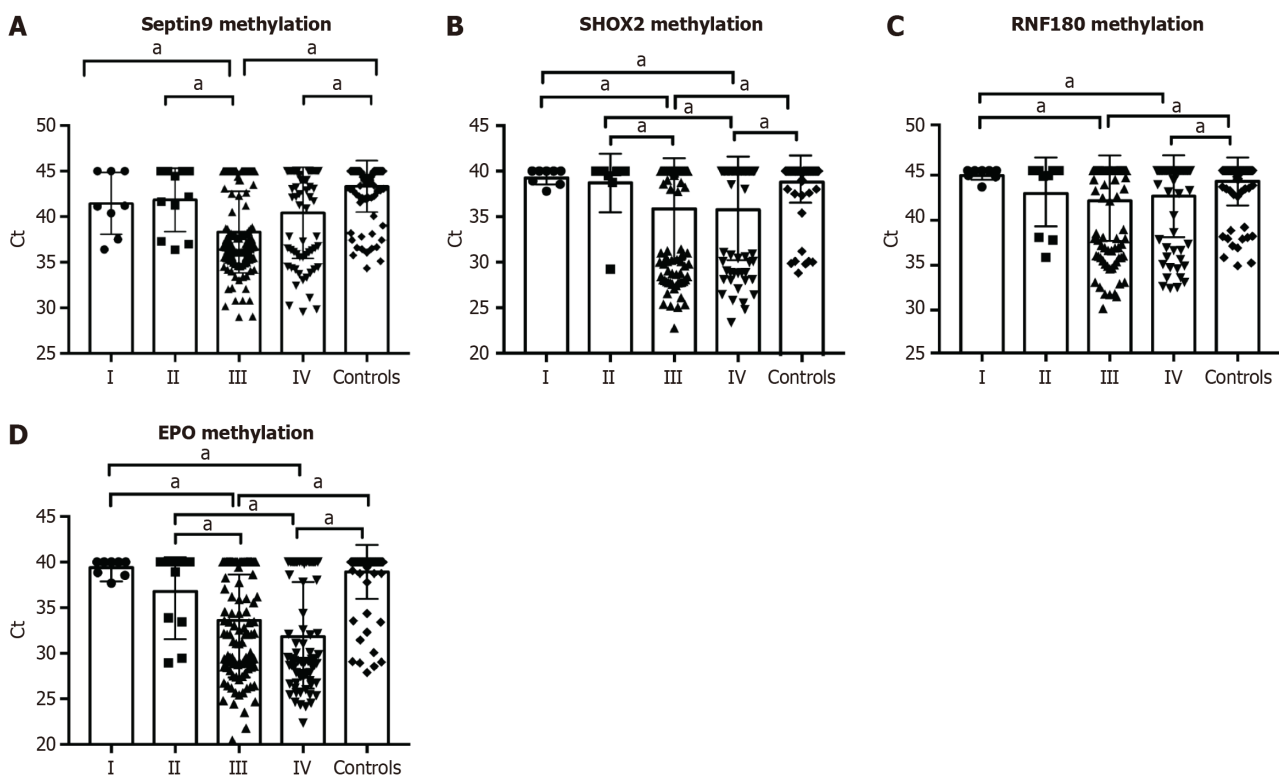 A
Septin9 methylation
a
a
a
a
50
45
40
35
30
25
Ct
I II III IV Controls
B
SHOX2 methylation
a
a
a
a
a
a
45
40
35
30
25
20
Ct
I II III IV Controls
C
RNF180 methylation
a
a
a
a
50
45
40
35
30
25
Ct
I II III IV Controls
D
EPO methylation
a
a
a
a
a
a
45
40
35
30
25
20
Ct
I II III IV Controls